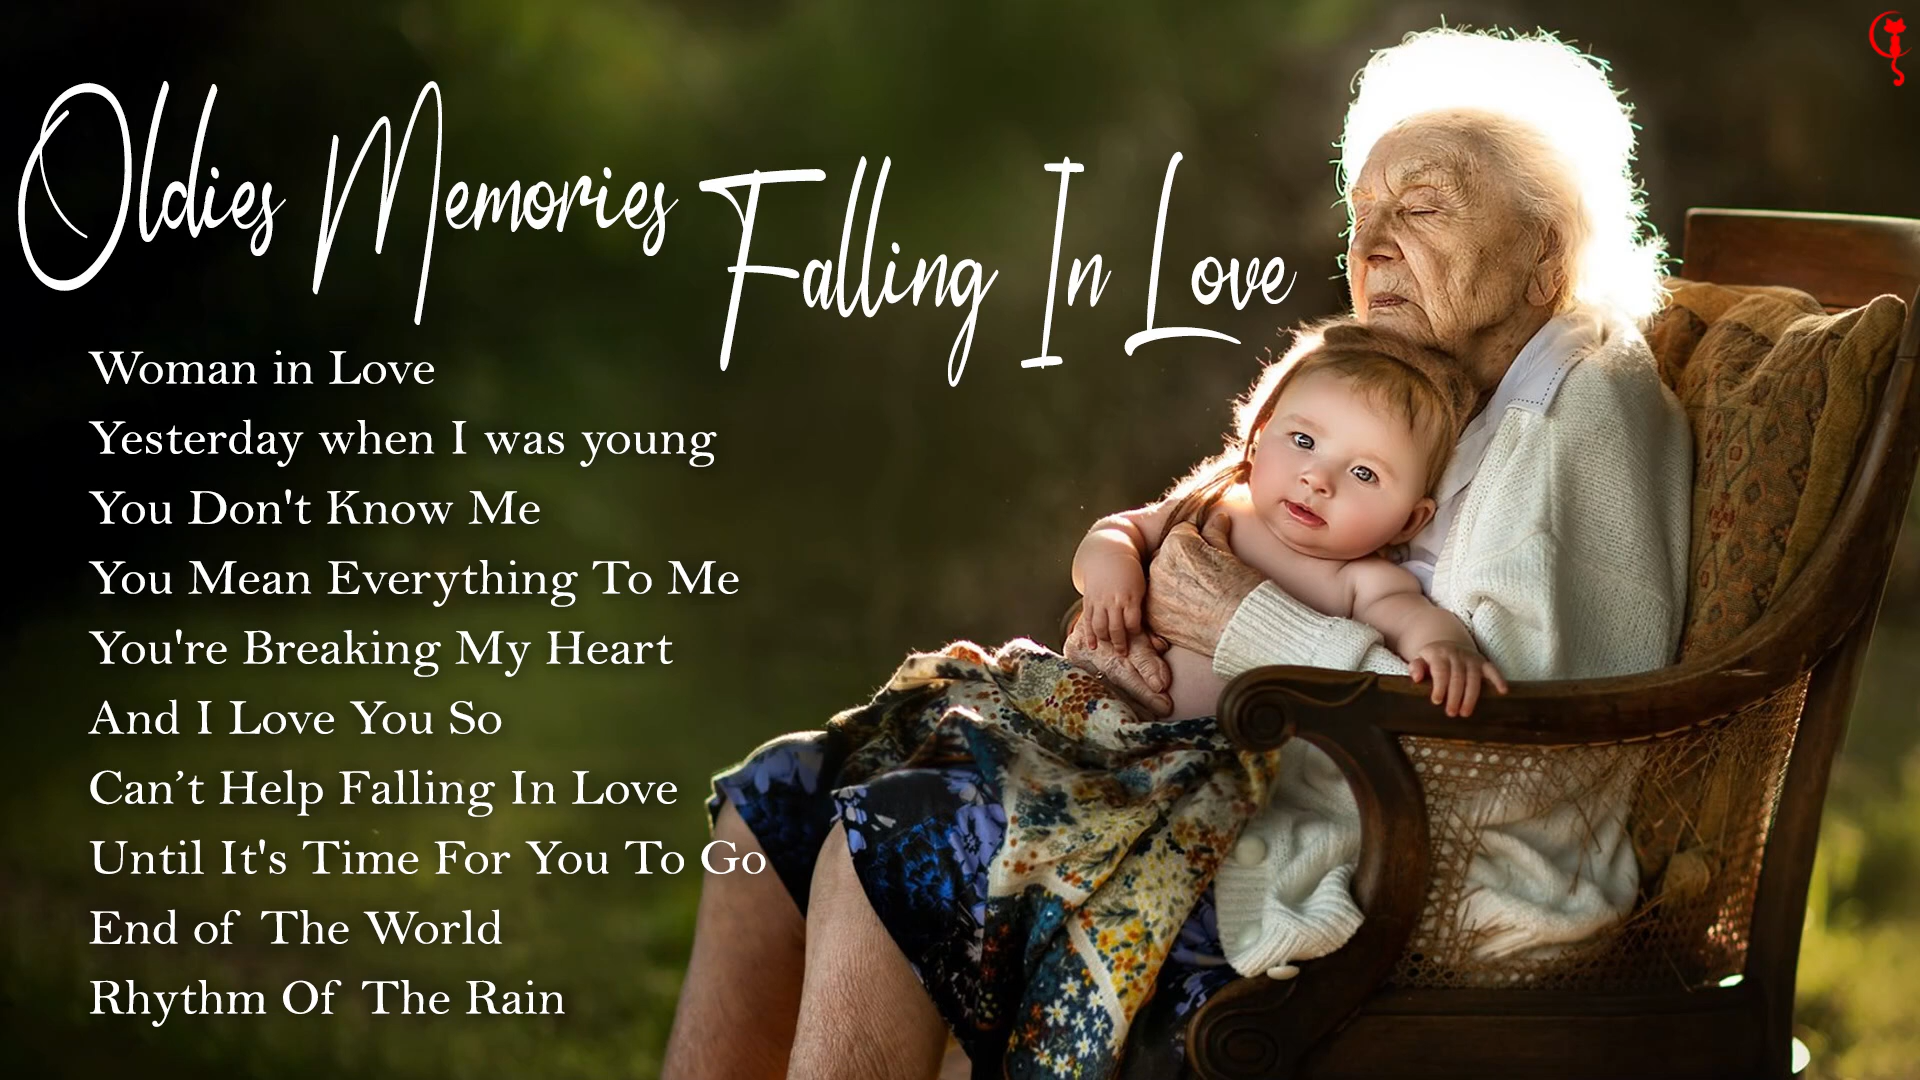 Oldies Memories Falling In Love
Woman in Love
Yesterday when I was young
You Don't Know Me
You Mean Everything To Me
You're Breaking My Heart
And I Love You So
Can’t Help Falling In Love
Until It's Time For You To Go
End of The World
Rhythm Of The Rain